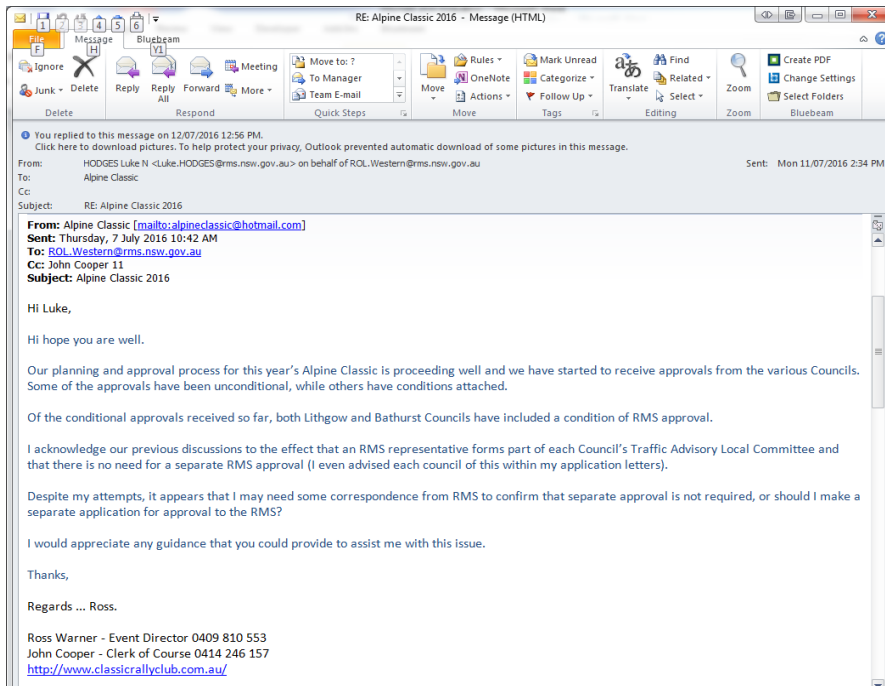 RE: Alpine Classic 2016 - Message (HTML)
1 2 3 4 5 6
File Message Bluebeam
F H Y1
Ignore
Junk
Delete
Reply
Reply All
Forward
Meeting
More
Move to: ?
To Manager
Team E-mail
Move
Rules
OneNote
Actions
Mark Unread
Categorize
Follow Up
Translate
Find
Related
Select
Zoom
Create PDF
Change Settings
Select Folders
Delete Respond Quick Steps Move Tags Editing Zoom Bluebeam
You replied to this message on 12/07/2016 12:56 PM.
Click here to download pictures. To help protect your privacy, Outlook prevented automatic download of some pictures in this message.
From: HODGES Luke N <Luke.HODGES@rms.nsw.gov.au> on behalf of ROL.Western@rms.nsw.gov.au Sent: Mon 11/07/2016 2:34 PM
To: Alpine Classic
Cc:
Subject: RE: Alpine Classic 2016
From: Alpine Classic [mailto:alpineclassic@hotmail.com]
Sent: Thursday, 7 July 2016 10:42 AM
To: ROL.Western@rms.nsw.gov.au
Cc: John Cooper 11
Subject: Alpine Classic 2016
Hi Luke,
Hi hope you are well.
Our planning and approval process for this year's Alpine Classic is proceeding well and we have started to receive approvals from the various Councils.
Some of the approvals have been unconditional, while others have conditions attached.
Of the conditional approvals received so far, both Lithgow and Bathurst Councils have included a condition of RMS approval.
I acknowledge our previous discussions to the effect that an RMS representative forms part of each Council's Traffic Advisory Local Committee and
that there is no need for a separate RMS approval (I even advised each council of this within my application letters).
Despite my attempts, it appears that I may need some correspondence from RMS to confirm that separate approval is not required, or should I make a
separate application for approval to the RMS?
I would appreciate any guidance that you could provide to assist me with this issue.
Thanks,
Regards ... Ross.
Ross Warner - Event Director 0409 810 553
John Cooper - Clerk of Course 0414 246 157
http://www.classicrallyclub.com.au/